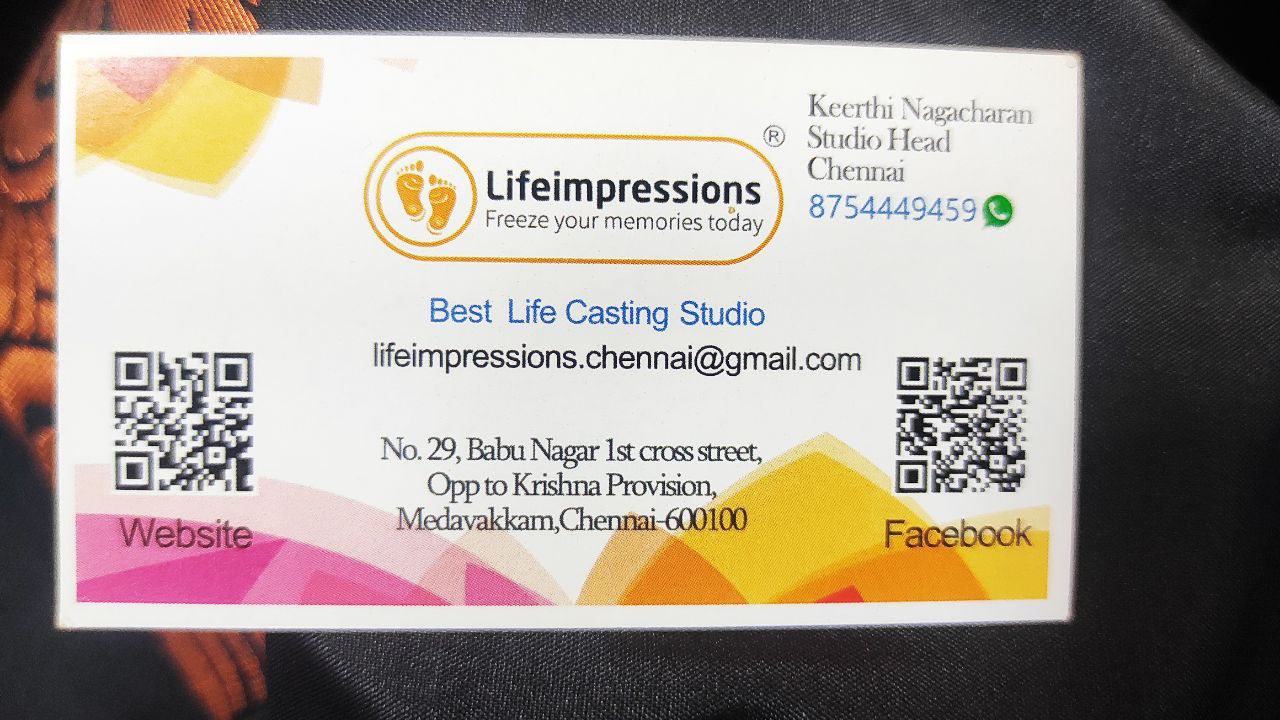 Keerthi Nagacharan
Studio Head
Chennai
8754449459
®
Lifeimpressions
Freeze your memories today
Best Life Casting Studio
lifeimpressions.chennai@gmail.com
No. 29, Babu Nagar 1st cross street,
Opp to Krishna Provision,
Medavakkam,Chennai-600100
Website
Facebook